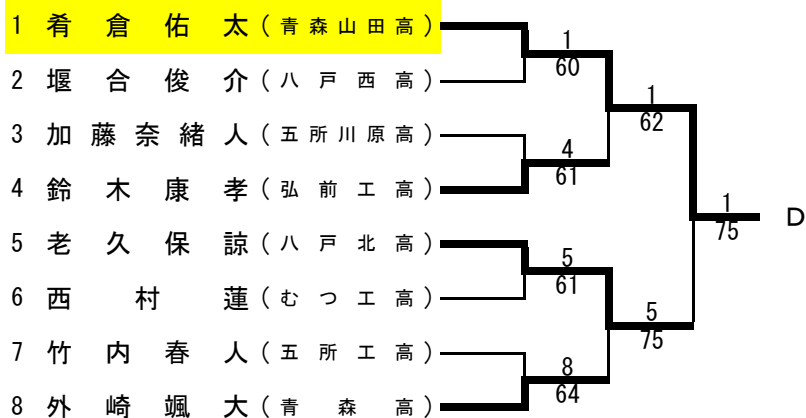 1 肴倉佑太(青森山田高)
2 堰合俊介(八戸西高)
3 加藤奈緒人(五所川原高)
4 鈴木康孝(弘前工高)
5 老久保諒(八戸北高)
6 西村蓮(むつ工高)
7 竹内春人(五所工高)
8 外崎颯大(青森高)
1
60
4
61
5
61
8
64
1
62
5
75
1
75
D